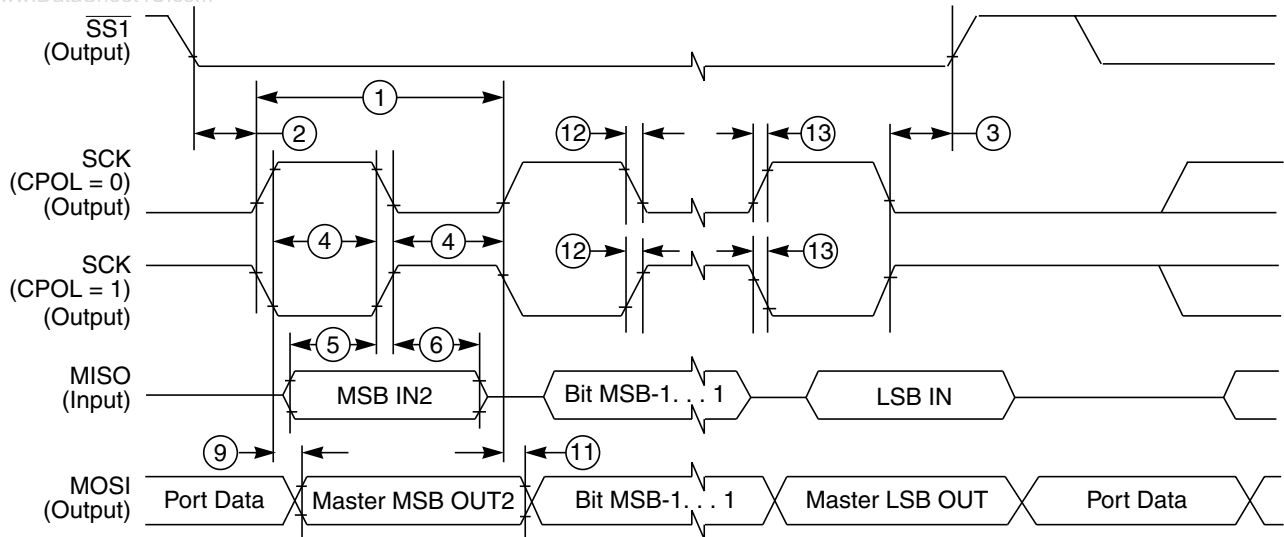 SS1
(Output)
1
2
12
13
3
SCK
(CPOL = 0)
(Output)
4
4
SCK
(CPOL = 1)
(Output)
12
13
5
6
MISO
(Input)
MSB IN2
Bit MSB-1. . . 1
LSB IN
9
11
MOSI
(Output)
Port Data
Master MSB OUT2
Bit MSB-1. . . 1
Master LSB OUT
Port Data